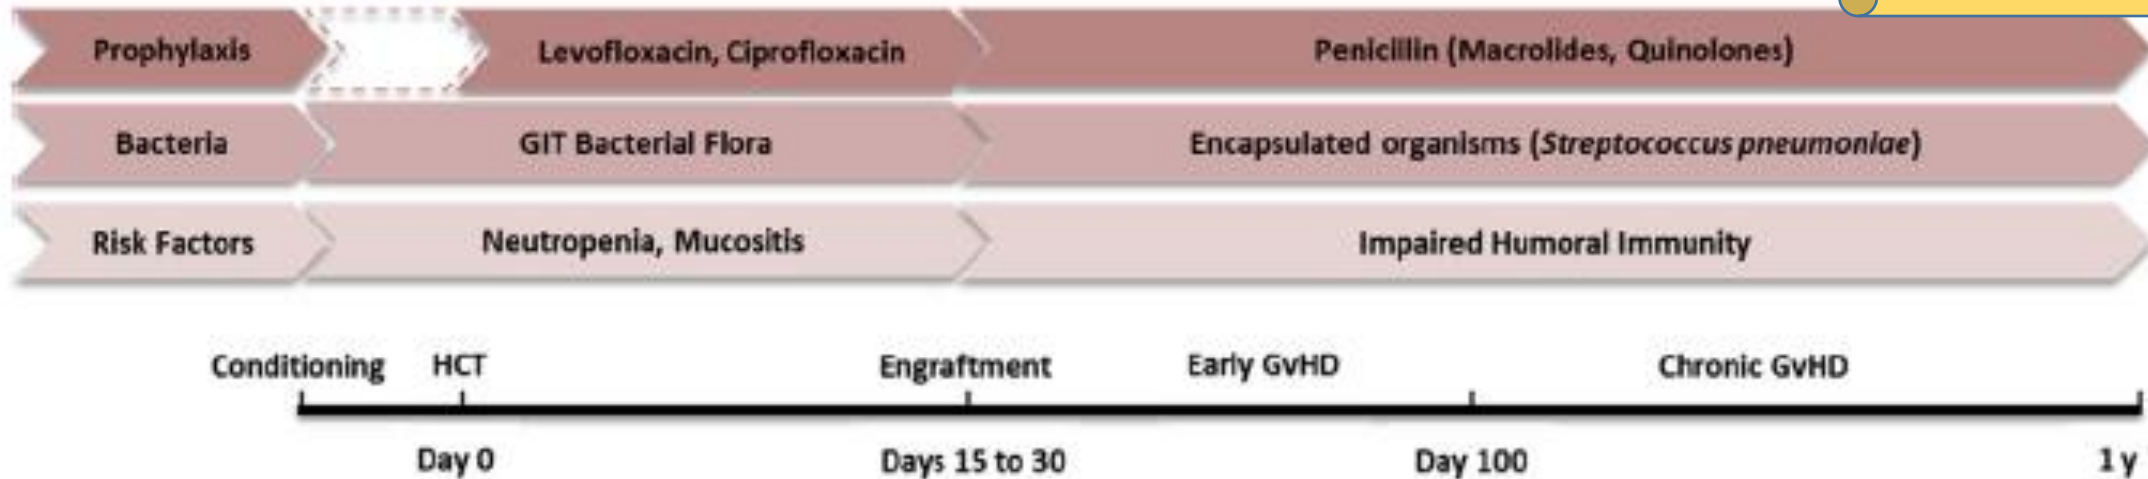 Prophylaxis Levofloxacin, Ciprofloxacin Penicillin (Macrolides, Quinolones)
Bacteria GIT Bacterial Flora Encapsulated organisms (Streptococcus pneumoniae)
Risk Factors Neutropenia, Mucositis Impaired Humoral Immunity
Conditioning HCT Engraftment Early GvHD Chronic GvHD
Day 0 Days 15 to 30 Day 100 1 y